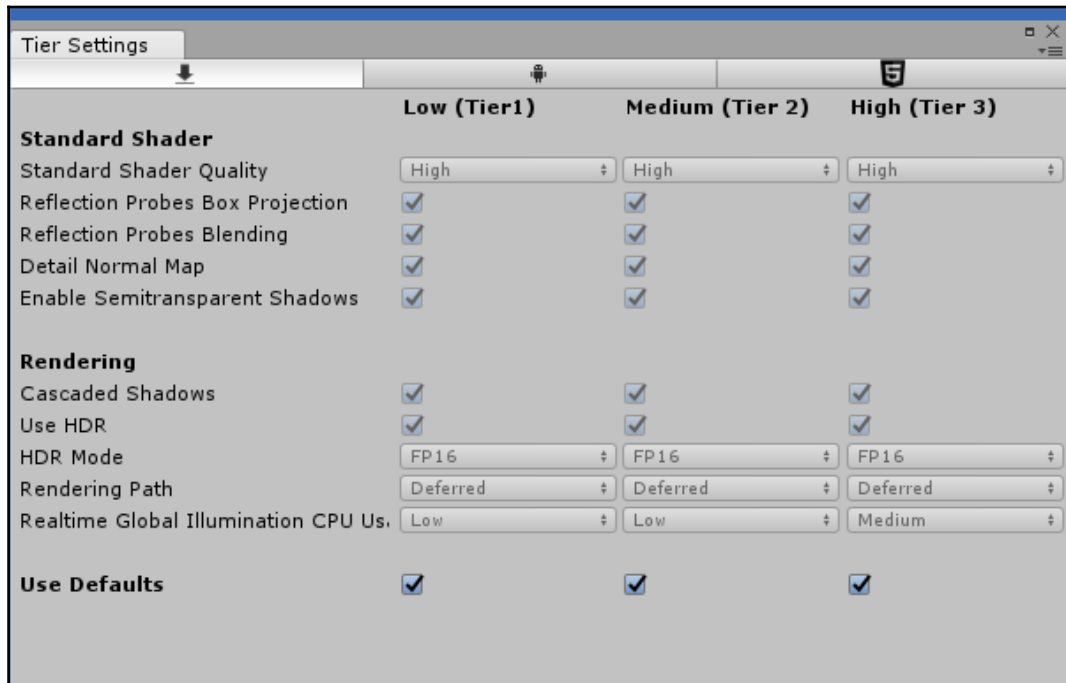 Tier Settings
Low (Tier1) Medium (Tier 2) High (Tier 3)
Standard Shader
Standard Shader Quality High High High
Reflection Probes Box Projection
Reflection Probes Blending
Detail Normal Map
Enable Semitransparent Shadows
Rendering
Cascaded Shadows
Use HDR
HDR Mode FP16 FP16 FP16
Rendering Path Deferred Deferred Deferred
Realtime Global Illumination CPU Us. Low Low Medium
Use Defaults